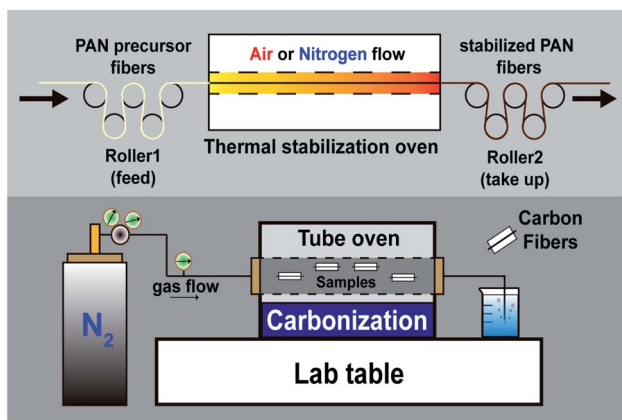 PAN precursor
fibers
Air or Nitrogen flow
stabilized PAN
fibers
Roller1
(feed)
Thermal stabilization oven
Roller2
(take up)
Tube oven
Carbon
Fibers
gas flow
Samples
N2
Carbonization
Lab table